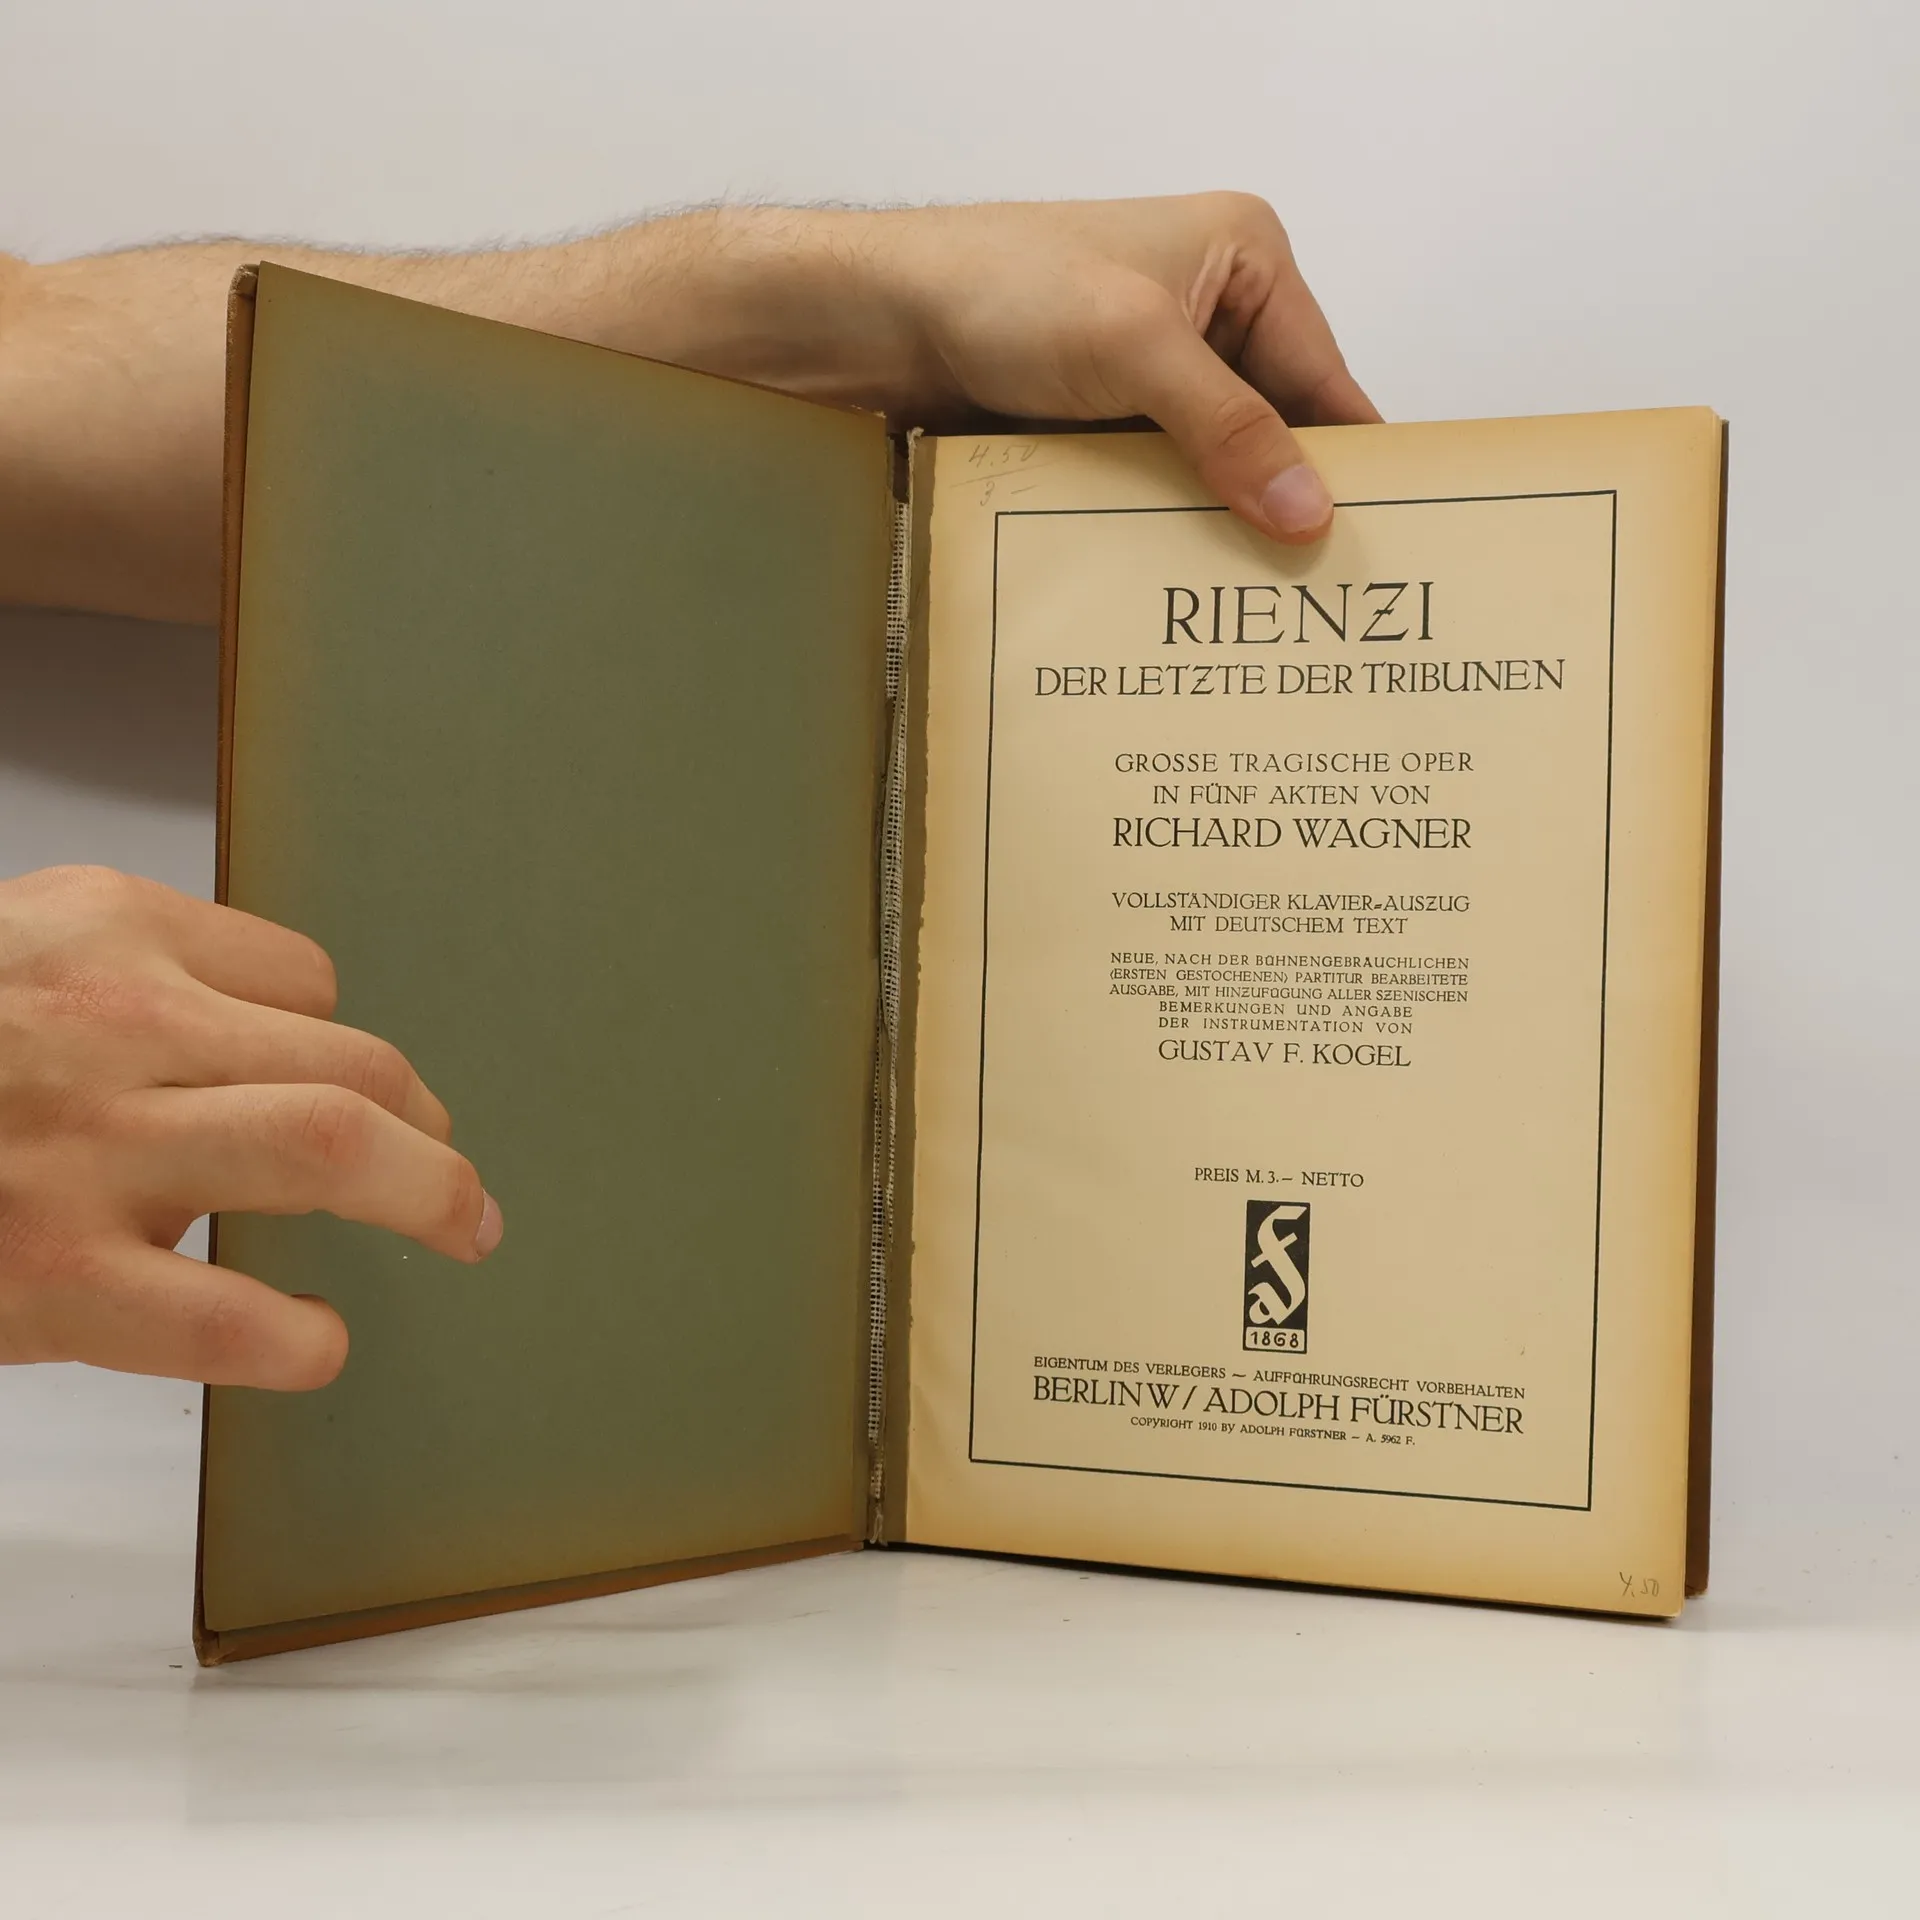 4.50
3 —
RIENZI
DER LETZTE DER TRIBUNEN
GROSSE TRAGISCHE OPER
IN FÜNF AKTEN VON
RICHARD WAGNER
VOLLSTÄNDIGER KLAVIER=AUSZUG
MIT DEUTSCHEM TEXT
NEUE, NACH DER BÜHNENGEBRÄUCHLICHEN
(ERSTEN GESTOCHENEN) PARTITUR BEARBEITETE
AUSGABE, MIT HINZUFÜGUNG ALLER SZENISCHEN
BEMERKUNGEN UND ANGABE
DER INSTRUMENTATION VON
GUSTAV F. KOGEL
PREIS M. 3.— NETTO
aF
1868
EIGENTUM DES VERLEGERS — AUFFÜHRUNGSRECHT VORBEHALTEN
BERLIN W / ADOLPH FÜRSTNER
COPYRIGHT 1910 BY ADOLPH FÜRSTNER — A. 5962 F.
4.50